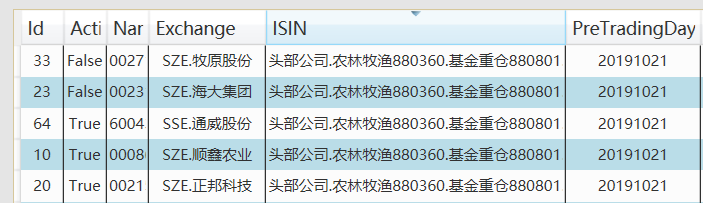 Id Acti Nar Exchange ISIN PreTradingDay
33 False 0027 SZE.牧原股份 头部公司.农林牧渔880360.基金重仓880801. 20191021
23 False 0023 SZE.海大集团 头部公司.农林牧渔880360.基金重仓880801. 20191021
64 True 6004 SSE.通威股份 头部公司.农林牧渔880360.基金重仓880801. 20191021
10 True 0008 SZE.顺鑫农业 头部公司.农林牧渔880360.基金重仓880801. 20191021
20 True 0021 SZE.正邦科技 头部公司.农林牧渔880360.基金重仓880801. 20191021